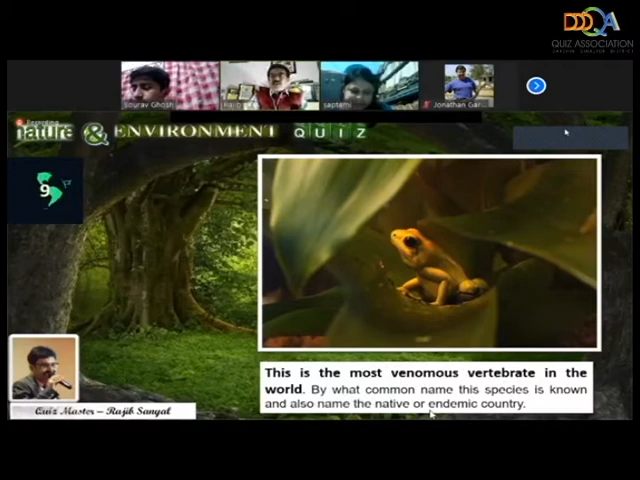 DDDQA
QUIZ ASSOCIATION
Sourav Ghosh
saptami
Jonathan Gar...
Recording
nature & ENVIRONMENT QUIZ
9
This is the most venomous vertebrate in the
world. By what common name this species is known
and also name the native or endemic country.
Quiz Master – Rajib Sanyal